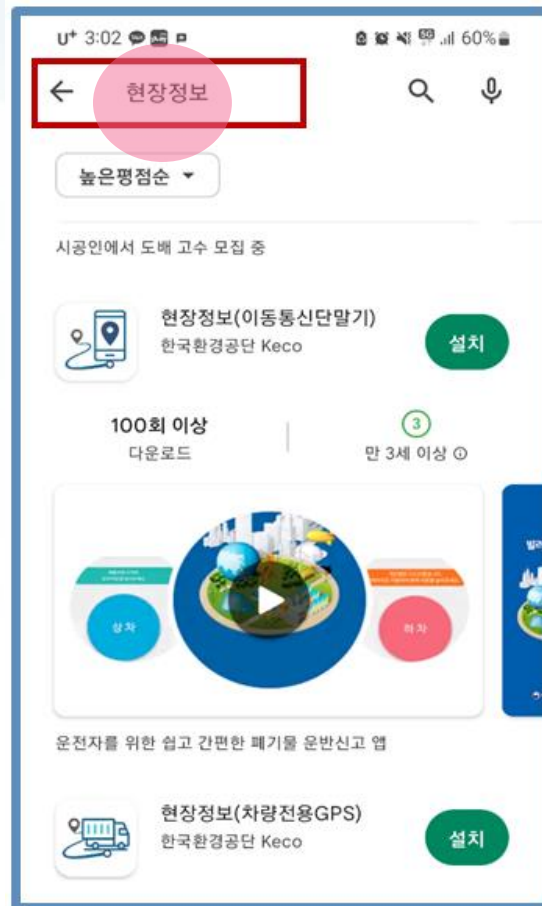 U+ 3:02
5G
60%
현장정보
높은평점순
시공인에서 도배 고수 모집 중
현장정보(이동통신단말기)
한국환경공단 Keco
설치
100회 이상
다운로드
3
만 3세 이상
상차
하차
운전자를 위한 쉽고 간편한 폐기물 운반신고 앱
현장정보(차량전용GPS)
한국환경공단 Keco
설치